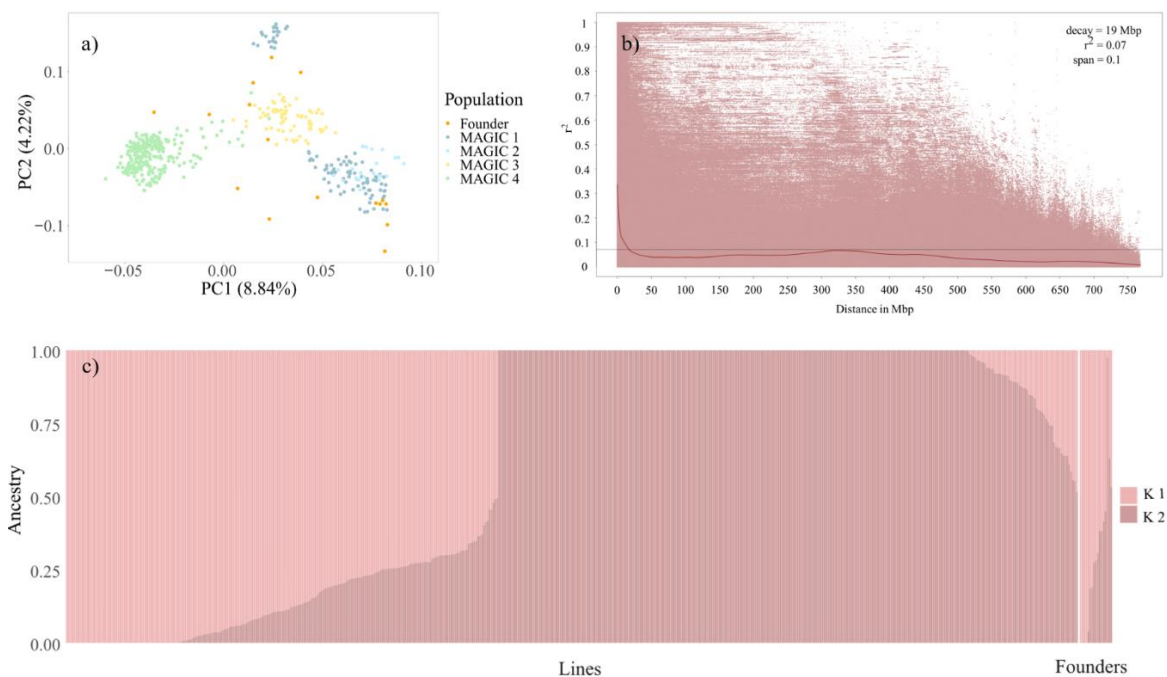 a)
PC2 (4.22%)
0.1
0.0
−0.1
−0.05
0.00
0.05
0.10
PC1 (8.84%)
Population
Founder
MAGIC 1
MAGIC 2
MAGIC 3
MAGIC 4
b)
decay = 19 Mbp
r² = 0.07
span = 0.1
r²
1
0.9
0.8
0.7
0.6
0.5
0.4
0.3
0.2
0.1
0
0 50 100 150 200 250 300 350 400 450 500 550 600 650 700 750
Distance in Mbp
c)
Ancestry
1.00
0.75
0.50
0.25
0.00
K 1
K 2
Lines
Founders